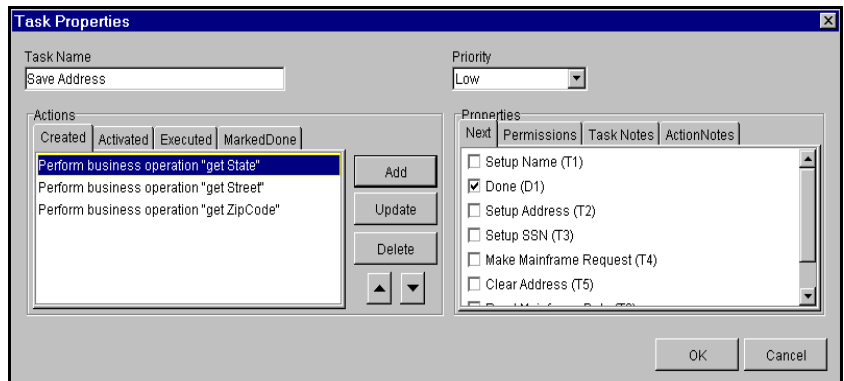 Task Properties
Task Name
Priority
Save Address
Low
Actions
Properties
Created Activated Executed MarkedDone
Next Permissions Task Notes ActionNotes
Perform business operation "get State"
Perform business operation "get Street"
Perform business operation "get ZipCode"
Add
Update
Delete
Setup Name (T1)
Done (D1)
Setup Address (T2)
Setup SSN (T3)
Make Mainframe Request (T4)
Clear Address (T5)
OK
Cancel